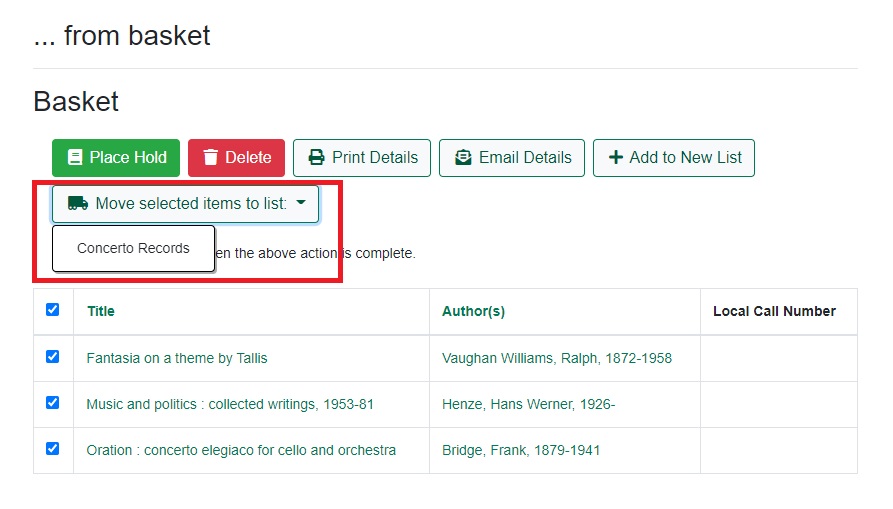 ... from basket
Basket
Place Hold Delete Print Details Email Details Add to New List
Move selected items to list:
Concerto Records
en the above action is complete.
Title Author(s) Local Call Number
Fantasia on a theme by Tallis Vaughan Williams, Ralph, 1872-1958
Music and politics : collected writings, 1953-81 Henze, Hans Werner, 1926-
Oration : concerto elegiaco for cello and orchestra Bridge, Frank, 1879-1941